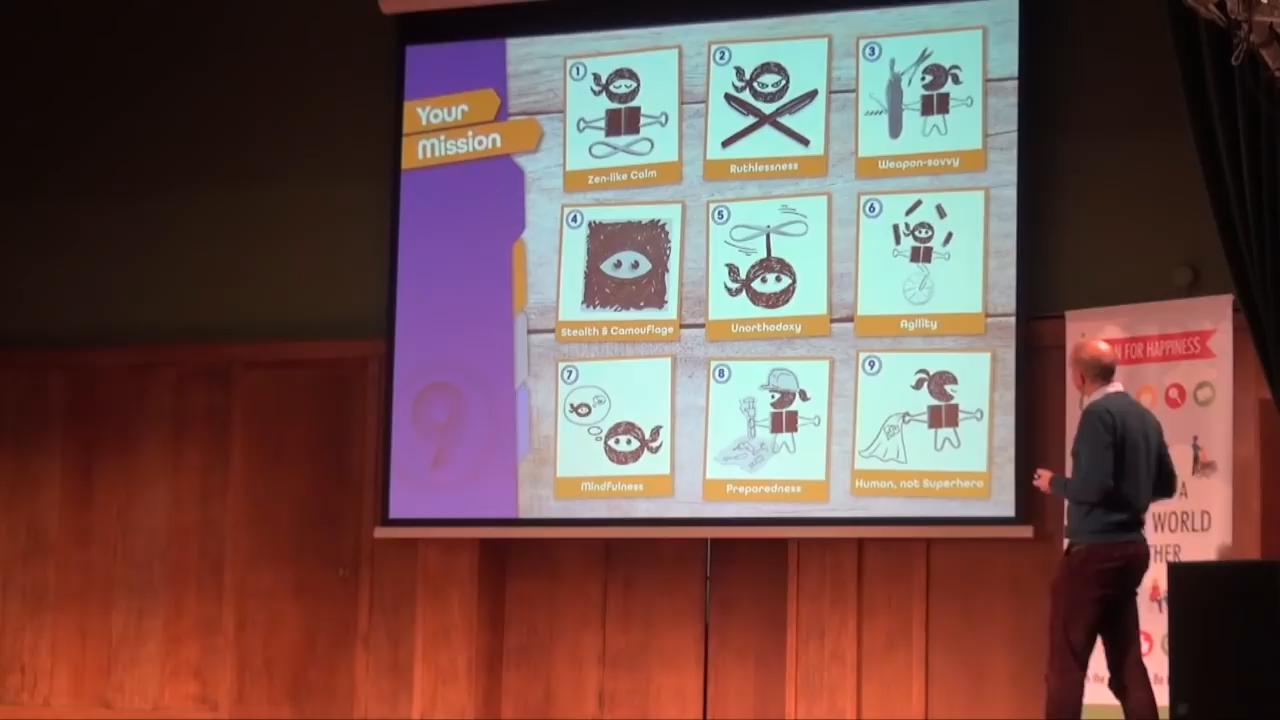 Your
Mission
1
Zen-like Calm
2
Ruthlessness
3
Weapon-savvy
4
Stealth & Camouflage
5
Unorthodoxy
6
Agility
7
Mindfulness
8
Preparedness
9
Human, not Superhero
9
FOR HAPPINESS
A
WORLD